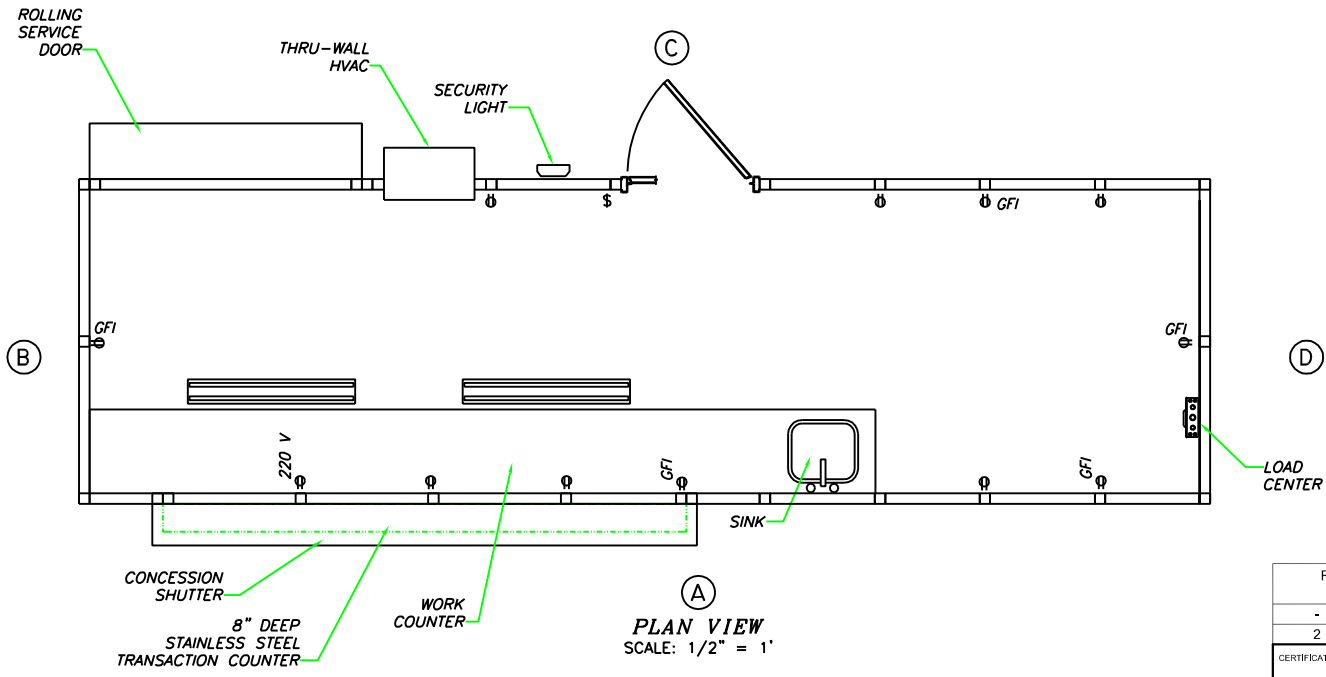 ROLLING
SERVICE
DOOR
THRU-WALL
HVAC
SECURITY
LIGHT
C
$
GFI
GFI
GFI
B
D
220 V
GFI
GFI
LOAD
CENTER
SINK
CONCESSION
SHUTTER
8" DEEP
STAINLESS STEEL
TRANSACTION COUNTER
WORK
COUNTER
A
PLAN VIEW
SCALE: 1/2" = 1'
-
2